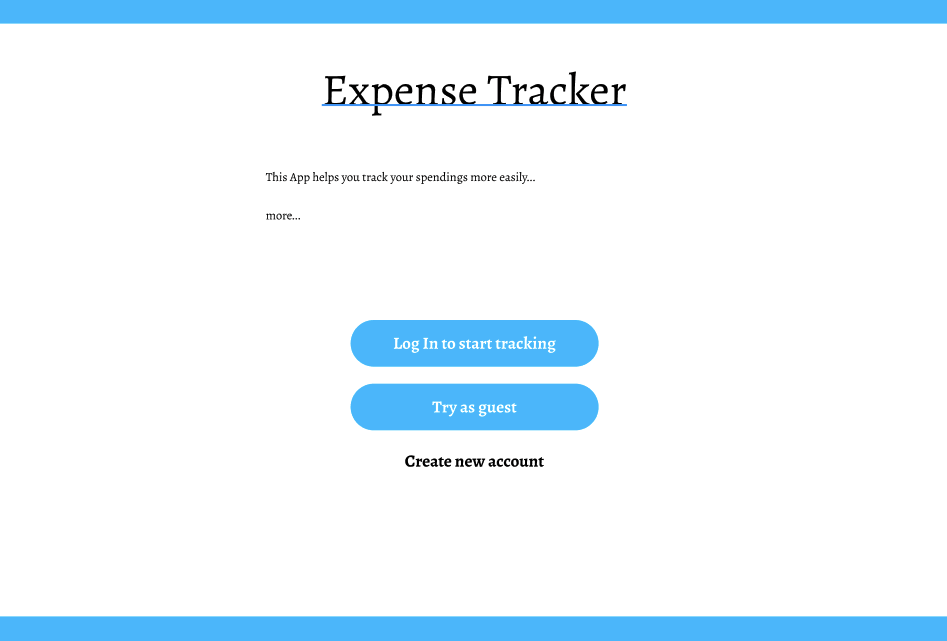 Expense Tracker
This App helps you track your spendings more easily...
more...
Log In to start tracking
Try as guest
Create new account